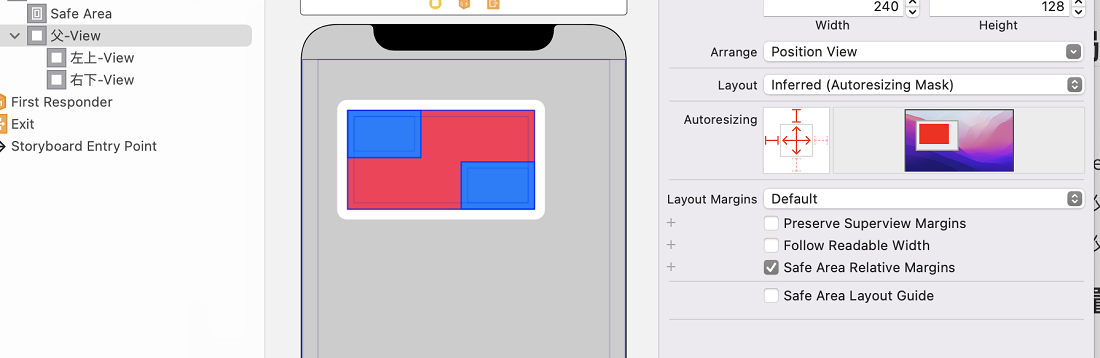 Safe Area
父-View
左上-View
右下-View
First Responder
Exit
Storyboard Entry Point
240
128
Width
Height
Arrange
Position View
Layout
Inferred (Autoresizing Mask)
Autoresizing
Layout Margins
Default
Preserve Superview Margins
Follow Readable Width
Safe Area Relative Margins
Safe Area Layout Guide